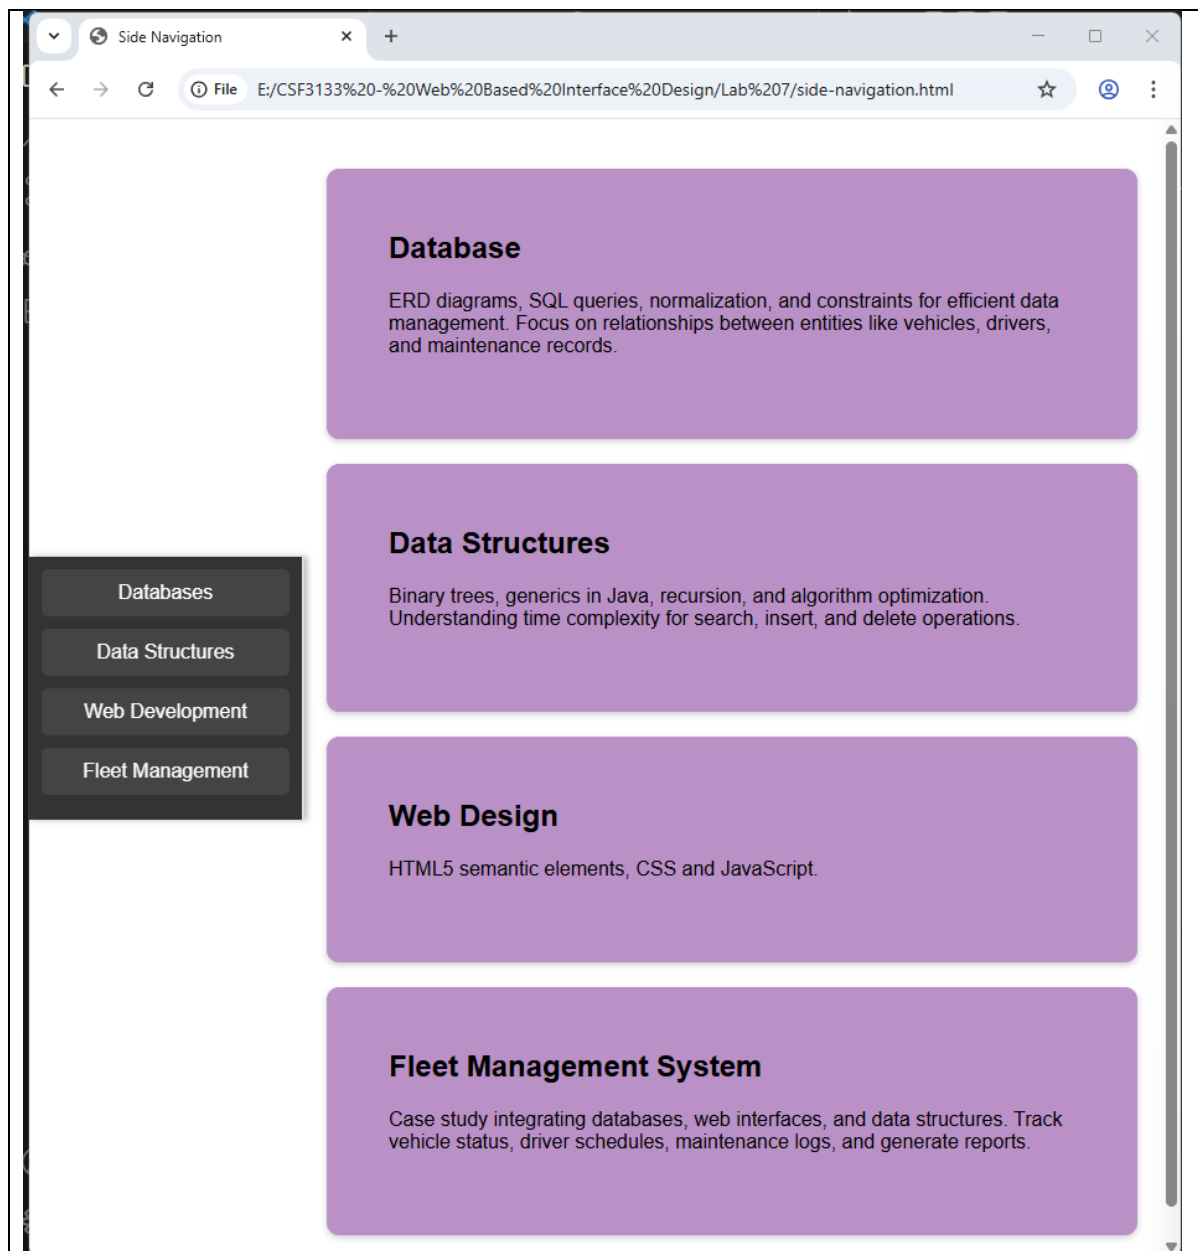 Side Navigation
File E:/CSF3133%20-%20Web%20Based%20Interface%20Design/Lab%207/side-navigation.html
Database
ERD diagrams, SQL queries, normalization, and constraints for efficient data
management. Focus on relationships between entities like vehicles, drivers,
and maintenance records.
Data Structures
Binary trees, generics in Java, recursion, and algorithm optimization.
Understanding time complexity for search, insert, and delete operations.
Databases
Data Structures
Web Development
Fleet Management
Web Design
HTML5 semantic elements, CSS and JavaScript.
Fleet Management System
Case study integrating databases, web interfaces, and data structures. Track
vehicle status, driver schedules, maintenance logs, and generate reports.